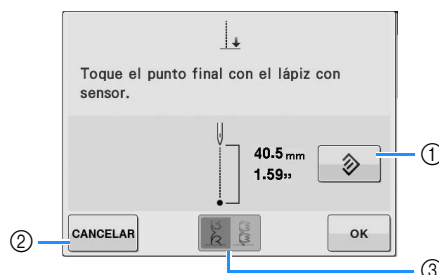 Toque el punto final con el lápiz con
sensor.
40.5 mm
1.59"
①
② CANCELAR
OK
③